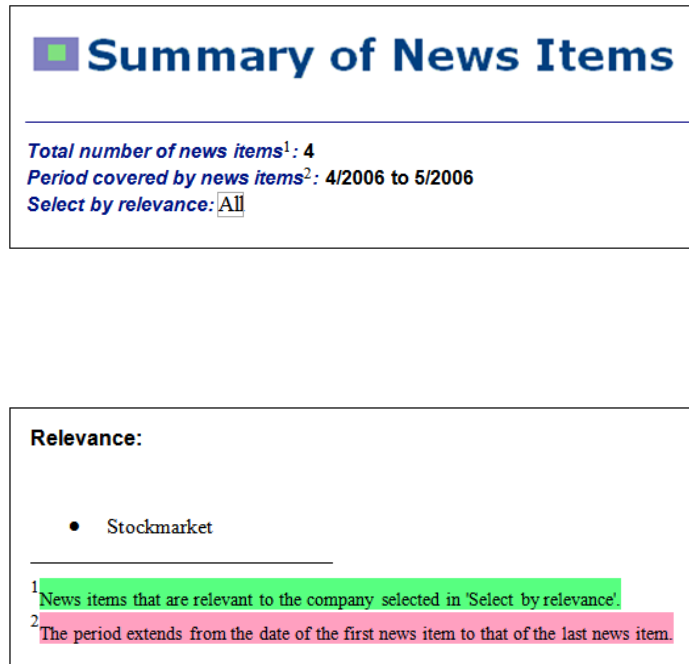 Summary of News Items
Total number of news items¹: 4
Period covered by news items²: 4/2006 to 5/2006
Select by relevance: All
Relevance:
• Stockmarket
¹News items that are relevant to the company selected in 'Select by relevance'.
²The period extends from the date of the first news item to that of the last news item.